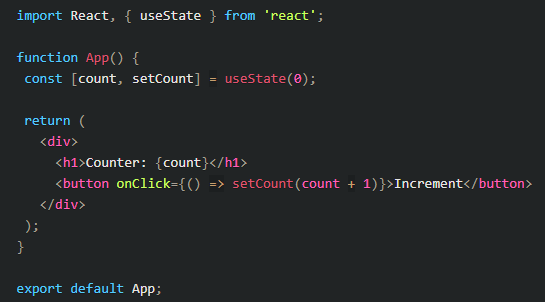 import React, { useState } from 'react';

function App() {
 const [count, setCount] = useState(0);

 return (
   <div>
     <h1>Counter: {count}</h1>
     <button onClick={() => setCount(count + 1)}>Increment</button>
   </div>
 );
}

export default App;